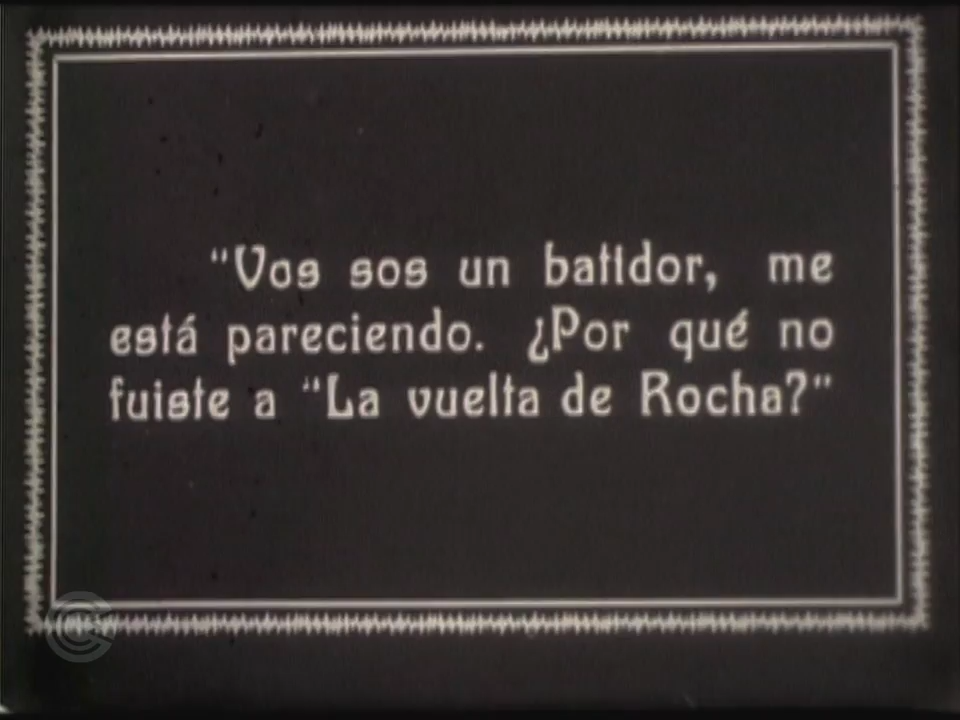 "Vos sos un batidor, me
está pareciendo. ¿Por qué no
fuiste a "La vuelta de Rocha?"